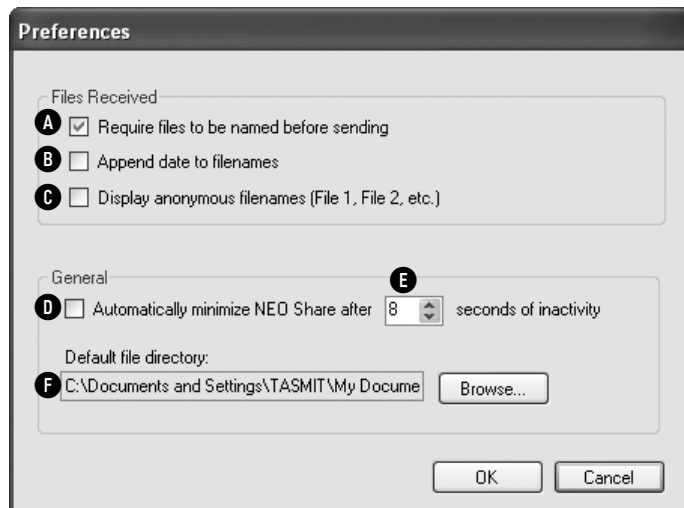 Preferences
Files Received
A Require files to be named before sending
B Append date to filenames
C Display anonymous filenames (File 1, File 2, etc.)
General
E
D Automatically minimize NEO Share after 8 seconds of inactivity
Default file directory:
F C:\Documents and Settings\TASMIT\My Docume Browse...
OK Cancel